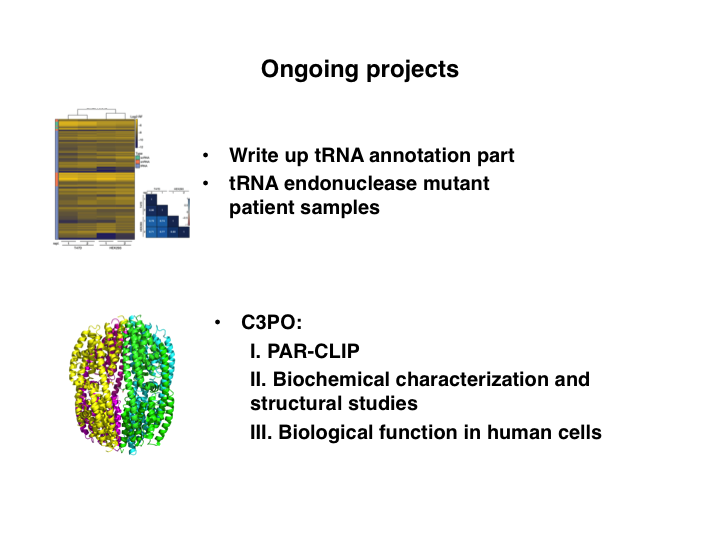 Ongoing projects
• Write up tRNA annotation part
• tRNA endonuclease mutant
patient samples
• C3PO:
I. PAR-CLIP
II. Biochemical characterization and
structural studies
III. Biological function in human cells